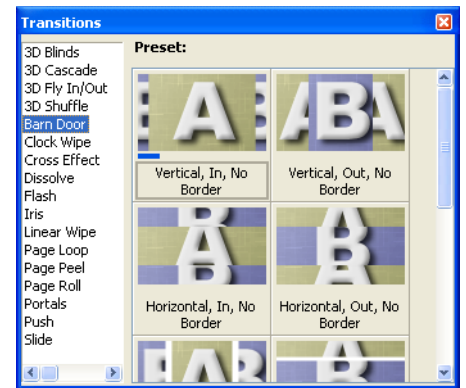 Transitions
3D Blinds
3D Cascade
3D Fly In/Out
3D Shuffle
Barn Door
Clock Wipe
Cross Effect
Dissolve
Flash
Iris
Linear Wipe
Page Loop
Page Peel
Page Roll
Portals
Push
Slide
Preset:
B A B
A B A
Vertical, In, No
Border
Vertical, Out, No
Border
B
A
B
A
B
A
Horizontal, In, No
Border
Horizontal, Out, No
Border
B A B
A